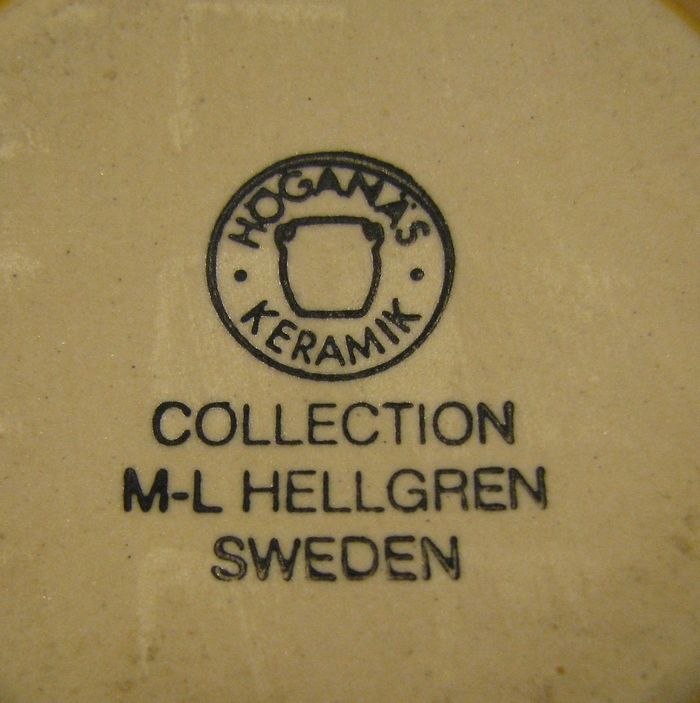 HÖGANÄS
KERAMIK
COLLECTION
M-L HELLGREN
SWEDEN